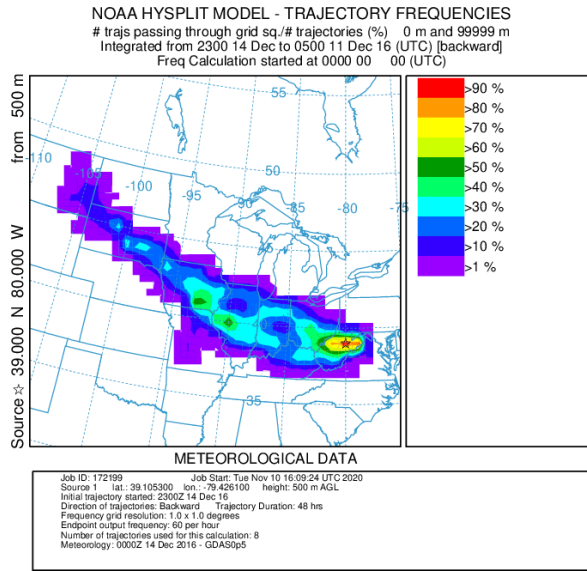 NOAA HYSPLIT MODEL - TRAJECTORY FREQUENCIES
# trajs passing through grid sq./# trajectories (%) 0 m and 99999 m
Integrated from 2300 14 Dec to 0500 11 Dec 16 (UTC) [backward]
Freq Calculation started at 0000 00 00 (UTC)
Source ☆ 39.000 N 80.000 W from 500 m
-110
-105
-100
-95
-90
-85
-80
-75
55
50
45
35
>90 %
>80 %
>70 %
>60 %
>50 %
>40 %
>30 %
>20 %
>10 %
>1 %
METEOROLOGICAL DATA
Job ID: 172199 Job Start: Tue Nov 10 16:09:24 UTC 2020
Source 1 lat.: 39.105300 lon.: -79.426100 height: 500 m AGL
Initial trajectory started: 2300Z 14 Dec 16
Direction of trajectories: Backward Trajectory Duration: 48 hrs
Frequency grid resolution: 1.0 x 1.0 degrees
Endpoint output frequency: 60 per hour
Number of trajectories used for this calculation: 8
Meteorology: 0000Z 14 Dec 2016 - GDAS0p5